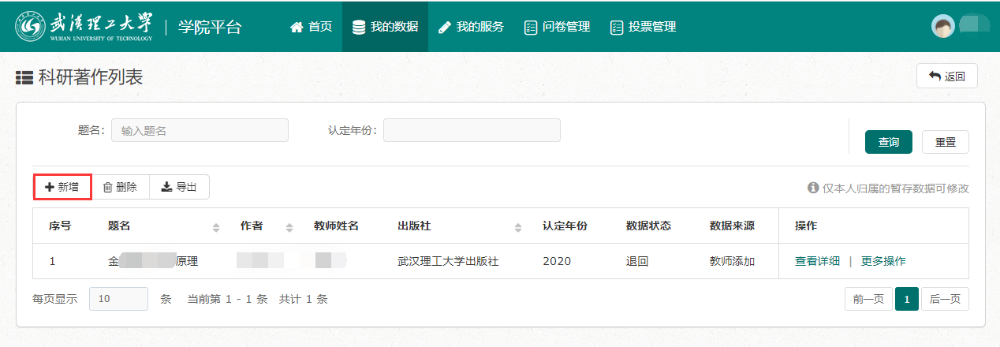 武汉理工大学 学院平台 首页 我的数据 我的服务 问卷管理 投票管理
WUHAN UNIVERSITY OF TECHNOLOGY
科研著作列表 返回
题名: 输入题名 认定年份: 查询 重置
新增 删除 导出 仅本人归属的暂存数据可修改
序号 题名 作者 教师姓名 出版社 认定年份 数据状态 数据来源 操作
1 金 原理 武汉理工大学出版社 2020 退回 教师添加 查看详细 | 更多操作
每页显示 10 条 当前第 1 - 1 条 共计 1 条 前一页 1 后一页